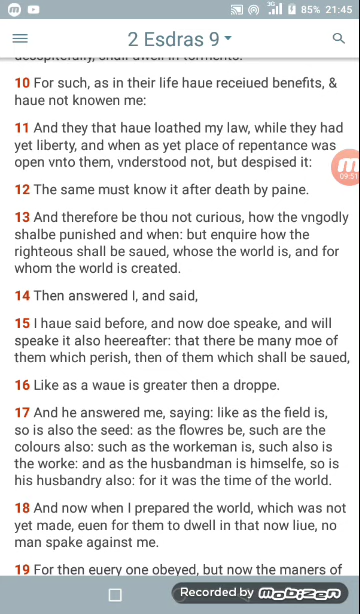 3G 85% 21:45
2 Esdras 9
despitefully, shall dwell in torments.
10 For such, as in their life haue receiued benefits, &
haue not knowen me:
11 And they that haue loathed my law, while they had
yet liberty, and when as yet place of repentance was
open vnto them, vnderstood not, but despised it:
12 The same must know it after death by paine.
13 And therefore be thou not curious, how the vngodly
shalbe punished and when: but enquire how the
righteous shall be saued, whose the world is, and for
whom the world is created.
14 Then answered I, and said,
15 I haue said before, and now doe speake, and will
speake it also heereafter: that there be many moe of
them which perish, then of them which shall be saued,
16 Like as a waue is greater then a droppe.
17 And he answered me, saying: like as the field is,
so is also the seed: as the flowres be, such are the
colours also: such as the workeman is, such also is
the worke: and as the husbandman is himselfe, so is
his husbandry also: for it was the time of the world.
18 And now when I prepared the world, which was not
yet made, euen for them to dwell in that now liue, no
man spake against me.
19 For then euery one obeyed, but now the maners of
m
09:51
Recorded by mobizen